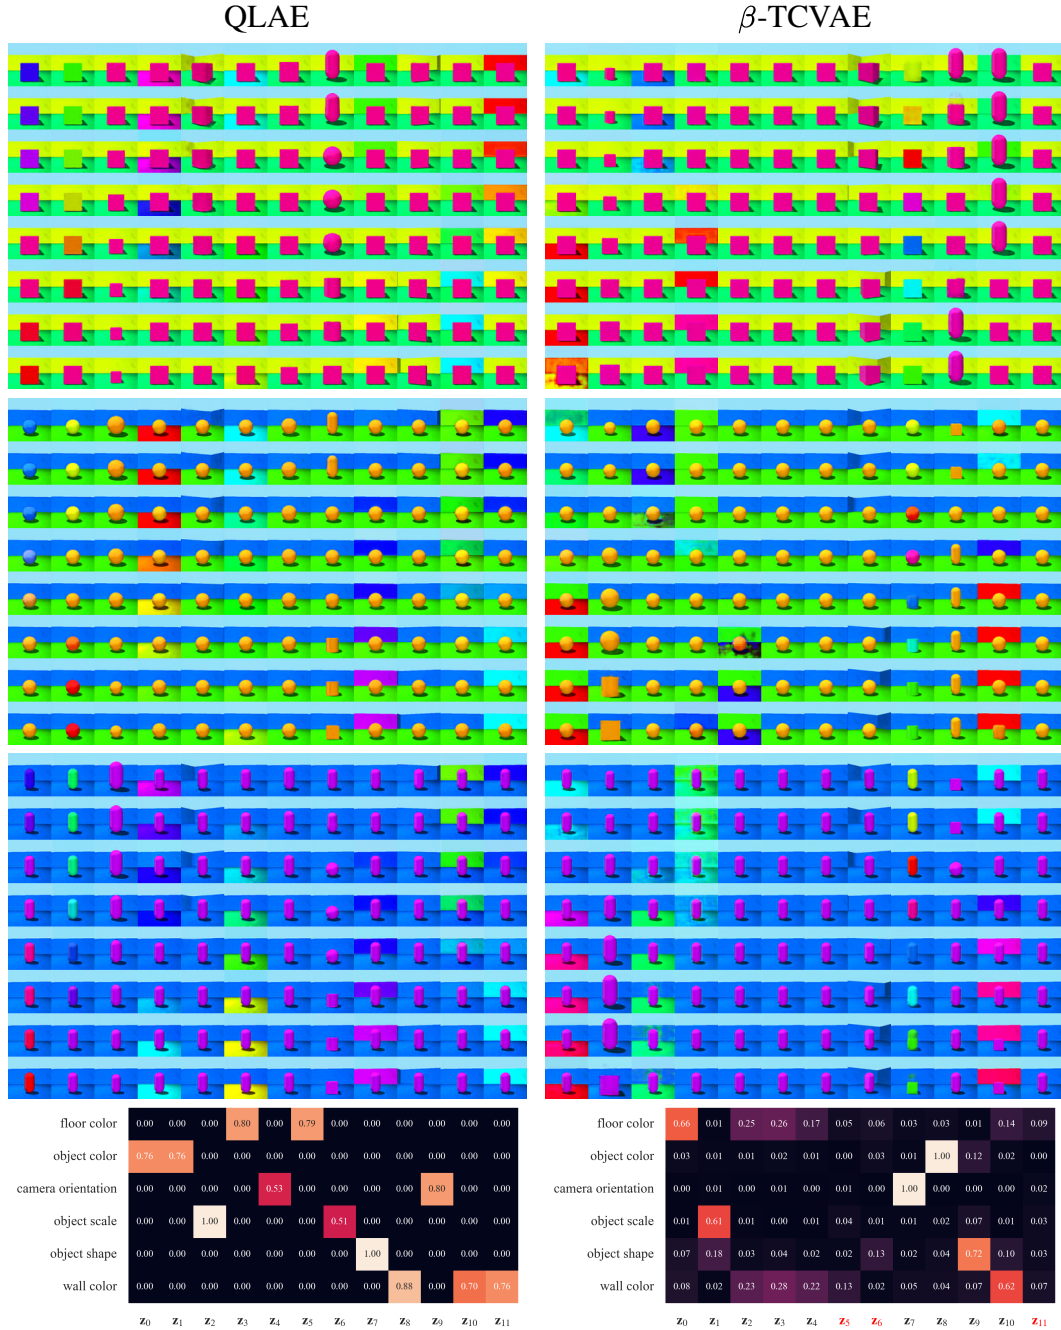 QLAE
β-TCVAE
floor color 0.00 0.00 0.00 0.80 0.00 0.79 0.00 0.00 0.00 0.00 0.00 0.00
object color 0.76 0.76 0.00 0.00 0.00 0.00 0.00 0.00 0.00 0.00 0.00 0.00
camera orientation 0.00 0.00 0.00 0.00 0.53 0.00 0.00 0.00 0.00 0.80 0.00 0.00
object scale 0.00 0.00 1.00 0.00 0.00 0.00 0.51 0.00 0.00 0.00 0.00 0.00
object shape 0.00 0.00 0.00 0.00 0.00 0.00 0.00 1.00 0.00 0.00 0.00 0.00
wall color 0.00 0.00 0.00 0.00 0.00 0.00 0.00 0.00 0.88 0.00 0.70 0.76
z0 z1 z2 z3 z4 z5 z6 z7 z8 z9 z10 z11
floor color 0.66 0.01 0.25 0.26 0.17 0.05 0.06 0.03 0.03 0.01 0.14 0.09
object color 0.03 0.01 0.01 0.01 0.01 0.00 0.03 0.01 1.00 0.12 0.02 0.00
camera orientation 0.00 0.01 0.00 0.01 0.00 0.01 0.00 1.00 0.00 0.00 0.00 0.02
object scale 0.01 0.61 0.01 0.00 0.00 0.04 0.01 0.01 0.02 0.07 0.01 0.03
object shape 0.07 0.18 0.03 0.04 0.02 0.02 0.13 0.02 0.04 0.72 0.10 0.03
wall color 0.08 0.02 0.23 0.28 0.22 0.13 0.02 0.05 0.04 0.07 0.62 0.07
z0 z1 z2 z3 z4 z5 z6 z7 z8 z9 z10 z11